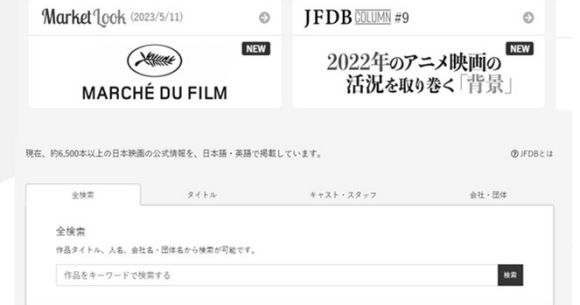 MarketLook (2023/5/11)
NEW
MARCHÉ DU FILM
JFDB COLUMN #9
NEW
2022年のアニメ映画の
活況を取り巻く「背景」
現在、約6,500本以上の日本映画の公式情報を、日本語・英語で掲載しています。
JFDBとは
全検索 タイトル キャスト・スタッフ 会社・団体
全検索
作品タイトル、人名、会社名・団体名から検索が可能です。
作品をキーワードで検索する 検索